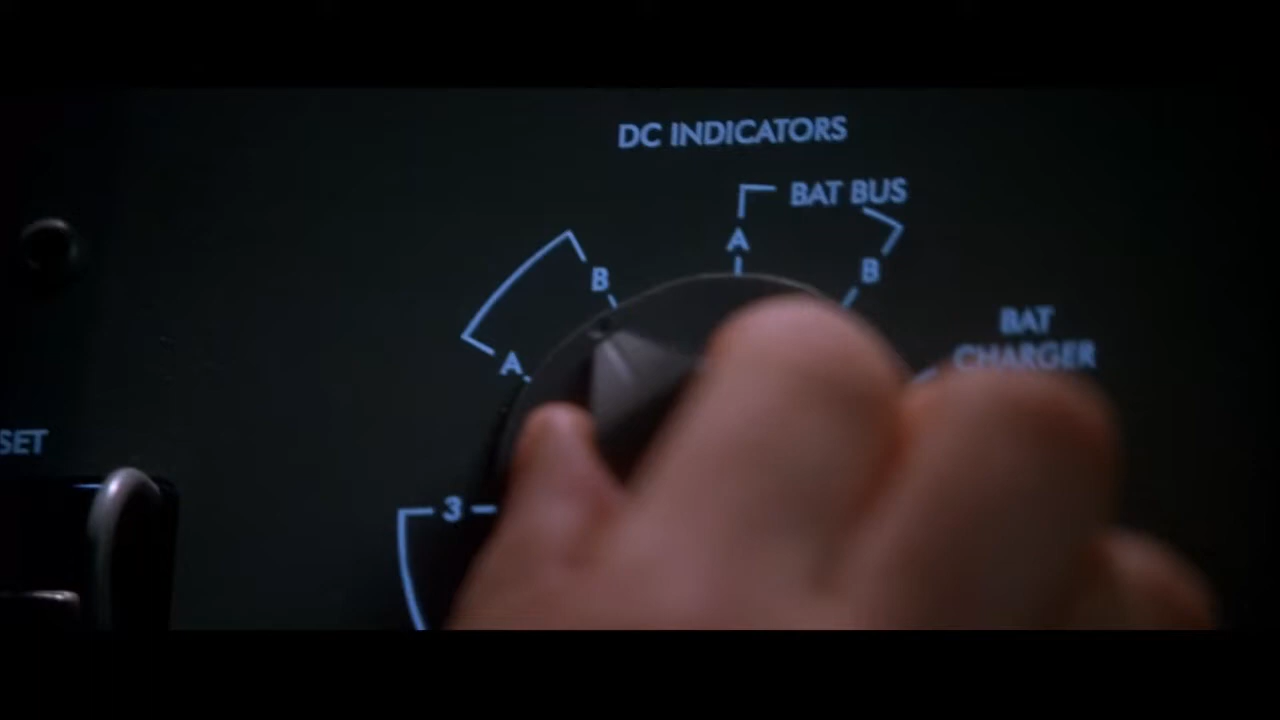 DC INDICATORS
BAT BUS
A
B
B
A
BAT
CHARGER
SET
3